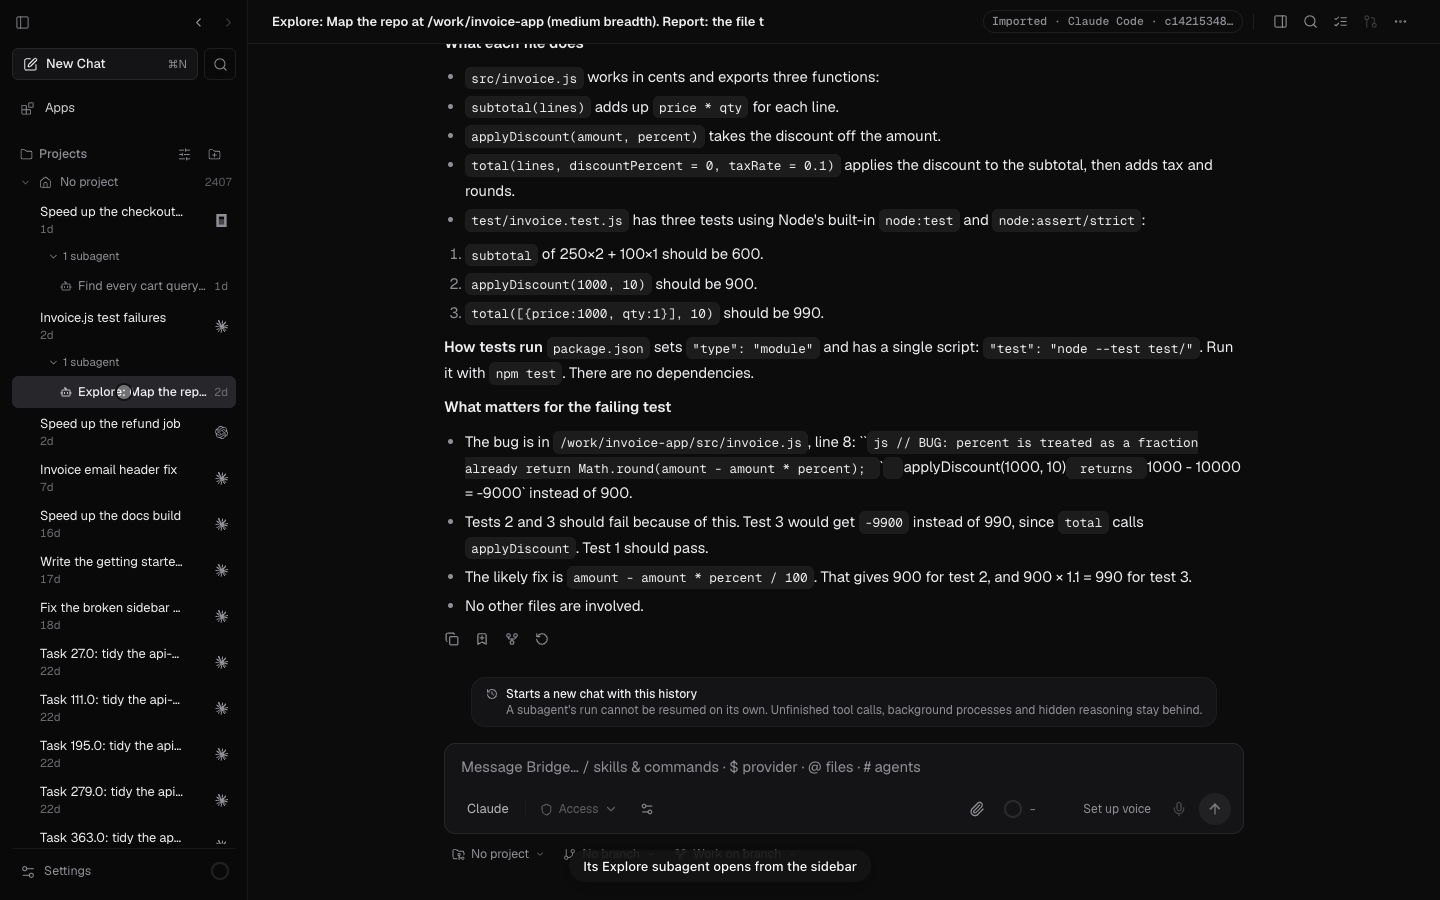 Explore: Map the repo at /work/invoice-app (medium breadth). Report: the file t
Imported · Claude Code · c14215348…
New Chat
⌘N
Apps
Projects
No project
2407
Speed up the checkout…
1d
1 subagent
Find every cart query…
1d
Invoice.js test failures
2d
1 subagent
Explore: Map the rep…
2d
Speed up the refund job
2d
Invoice email header fix
7d
Speed up the docs build
16d
Write the getting starte…
17d
Fix the broken sidebar …
18d
Task 27.0: tidy the api-…
22d
Task 111.0: tidy the api-…
22d
Task 195.0: tidy the api…
22d
Task 279.0: tidy the api…
22d
Task 363.0: tidy the ap…
Settings
What each file does
src/invoice.js works in cents and exports three functions:
subtotal(lines) adds up price * qty for each line.
applyDiscount(amount, percent) takes the discount off the amount.
total(lines, discountPercent = 0, taxRate = 0.1) applies the discount to the subtotal, then adds tax and
rounds.
test/invoice.test.js has three tests using Node's built-in node:test and node:assert/strict:
1. subtotal of 250×2 + 100×1 should be 600.
2. applyDiscount(1000, 10) should be 900.
3. total([{price:1000, qty:1}], 10) should be 990.
How tests run package.json sets "type": "module" and has a single script: "test": "node --test test/". Run
it with npm test. There are no dependencies.
What matters for the failing test
The bug is in /work/invoice-app/src/invoice.js, line 8: `` js // BUG: percent is treated as a fraction
already return Math.round(amount - amount * percent); ` applyDiscount(1000, 10) returns 1000 - 10000
= -9000` instead of 900.
Tests 2 and 3 should fail because of this. Test 3 would get -9900 instead of 990, since total calls
applyDiscount. Test 1 should pass.
The likely fix is amount - amount * percent / 100. That gives 900 for test 2, and 900 × 1.1 = 990 for test 3.
No other files are involved.
Starts a new chat with this history
A subagent's run cannot be resumed on its own. Unfinished tool calls, background processes and hidden reasoning stay behind.
Message Bridge… / skills & commands · $ provider · @ files · # agents
Claude
Access
-
Set up voice
No project
No branch
Work on branch
Its Explore subagent opens from the sidebar